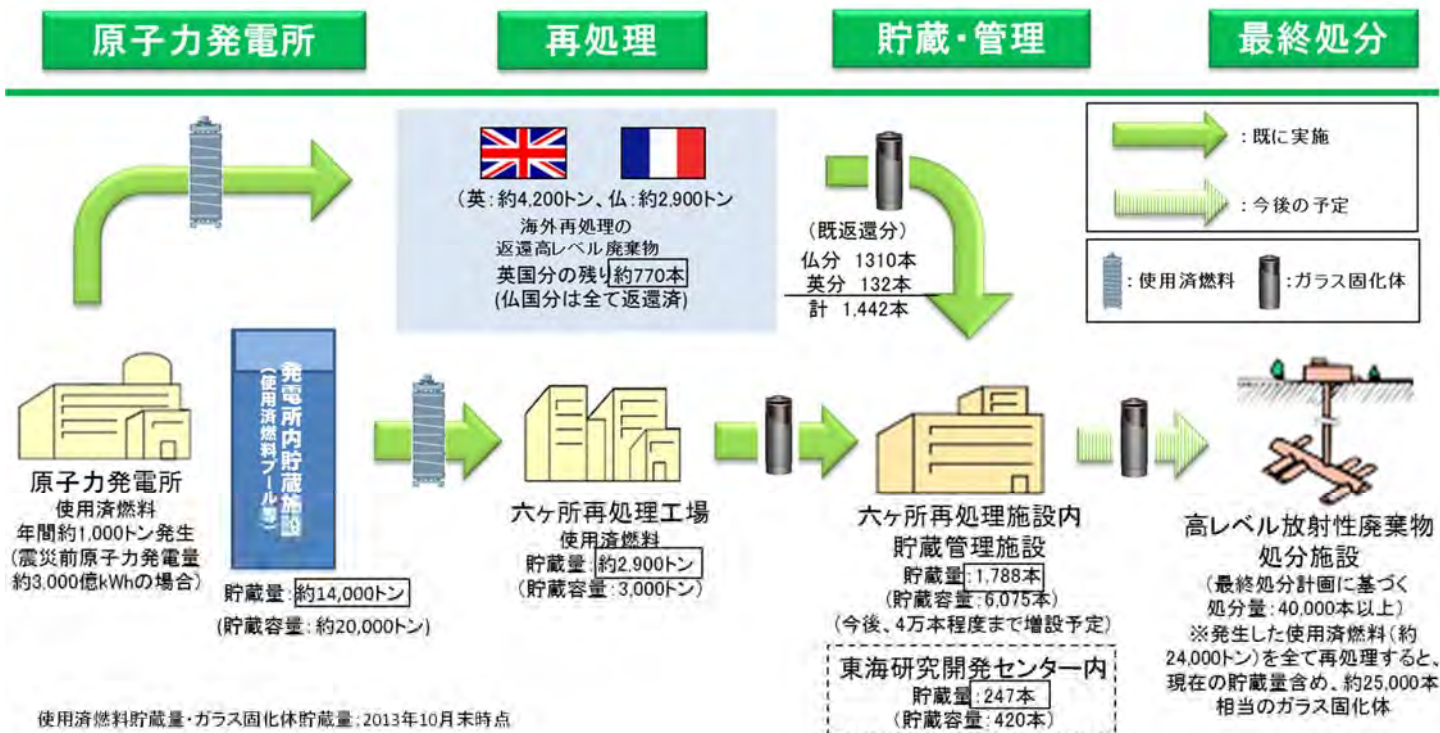 原子力発電所
再処理
貯蔵・管理
最終処分
(英:約4,200トン、仏:約2,900トン
海外再処理の
返還高レベル廃棄物
英国分の残り約770本
(仏国分は全て返還済)
(既返還分)
仏分 1310本
英分 132本
計 1,442本
:既に実施
:今後の予定
:使用済燃料
:ガラス固化体
原子力発電所
使用済燃料
年間約1,000トン発生
(震災前原子力発電量
約3,000億kWhの場合)
発電所内貯蔵施設
(使用済燃料プール等)
貯蔵量:約14,000トン
(貯蔵容量:約20,000トン)
六ヶ所再処理工場
使用済燃料
貯蔵量:約2,900トン
(貯蔵容量:3,000トン)
六ヶ所再処理施設内
貯蔵管理施設
貯蔵量:1,788本
(貯蔵容量:6,075本)
(今後、4万本程度まで増設予定)
東海研究開発センター内
貯蔵量:247本
(貯蔵容量:420本)
高レベル放射性廃棄物
処分施設
(最終処分計画に基づく
処分量:40,000本以上)
※発生した使用済燃料(約
24,000トン)を全て再処理すると、
現在の貯蔵量含め、約25,000本
相当のガラス固化体
使用済燃料貯蔵量・ガラス固化体貯蔵量:2013年10月末時点